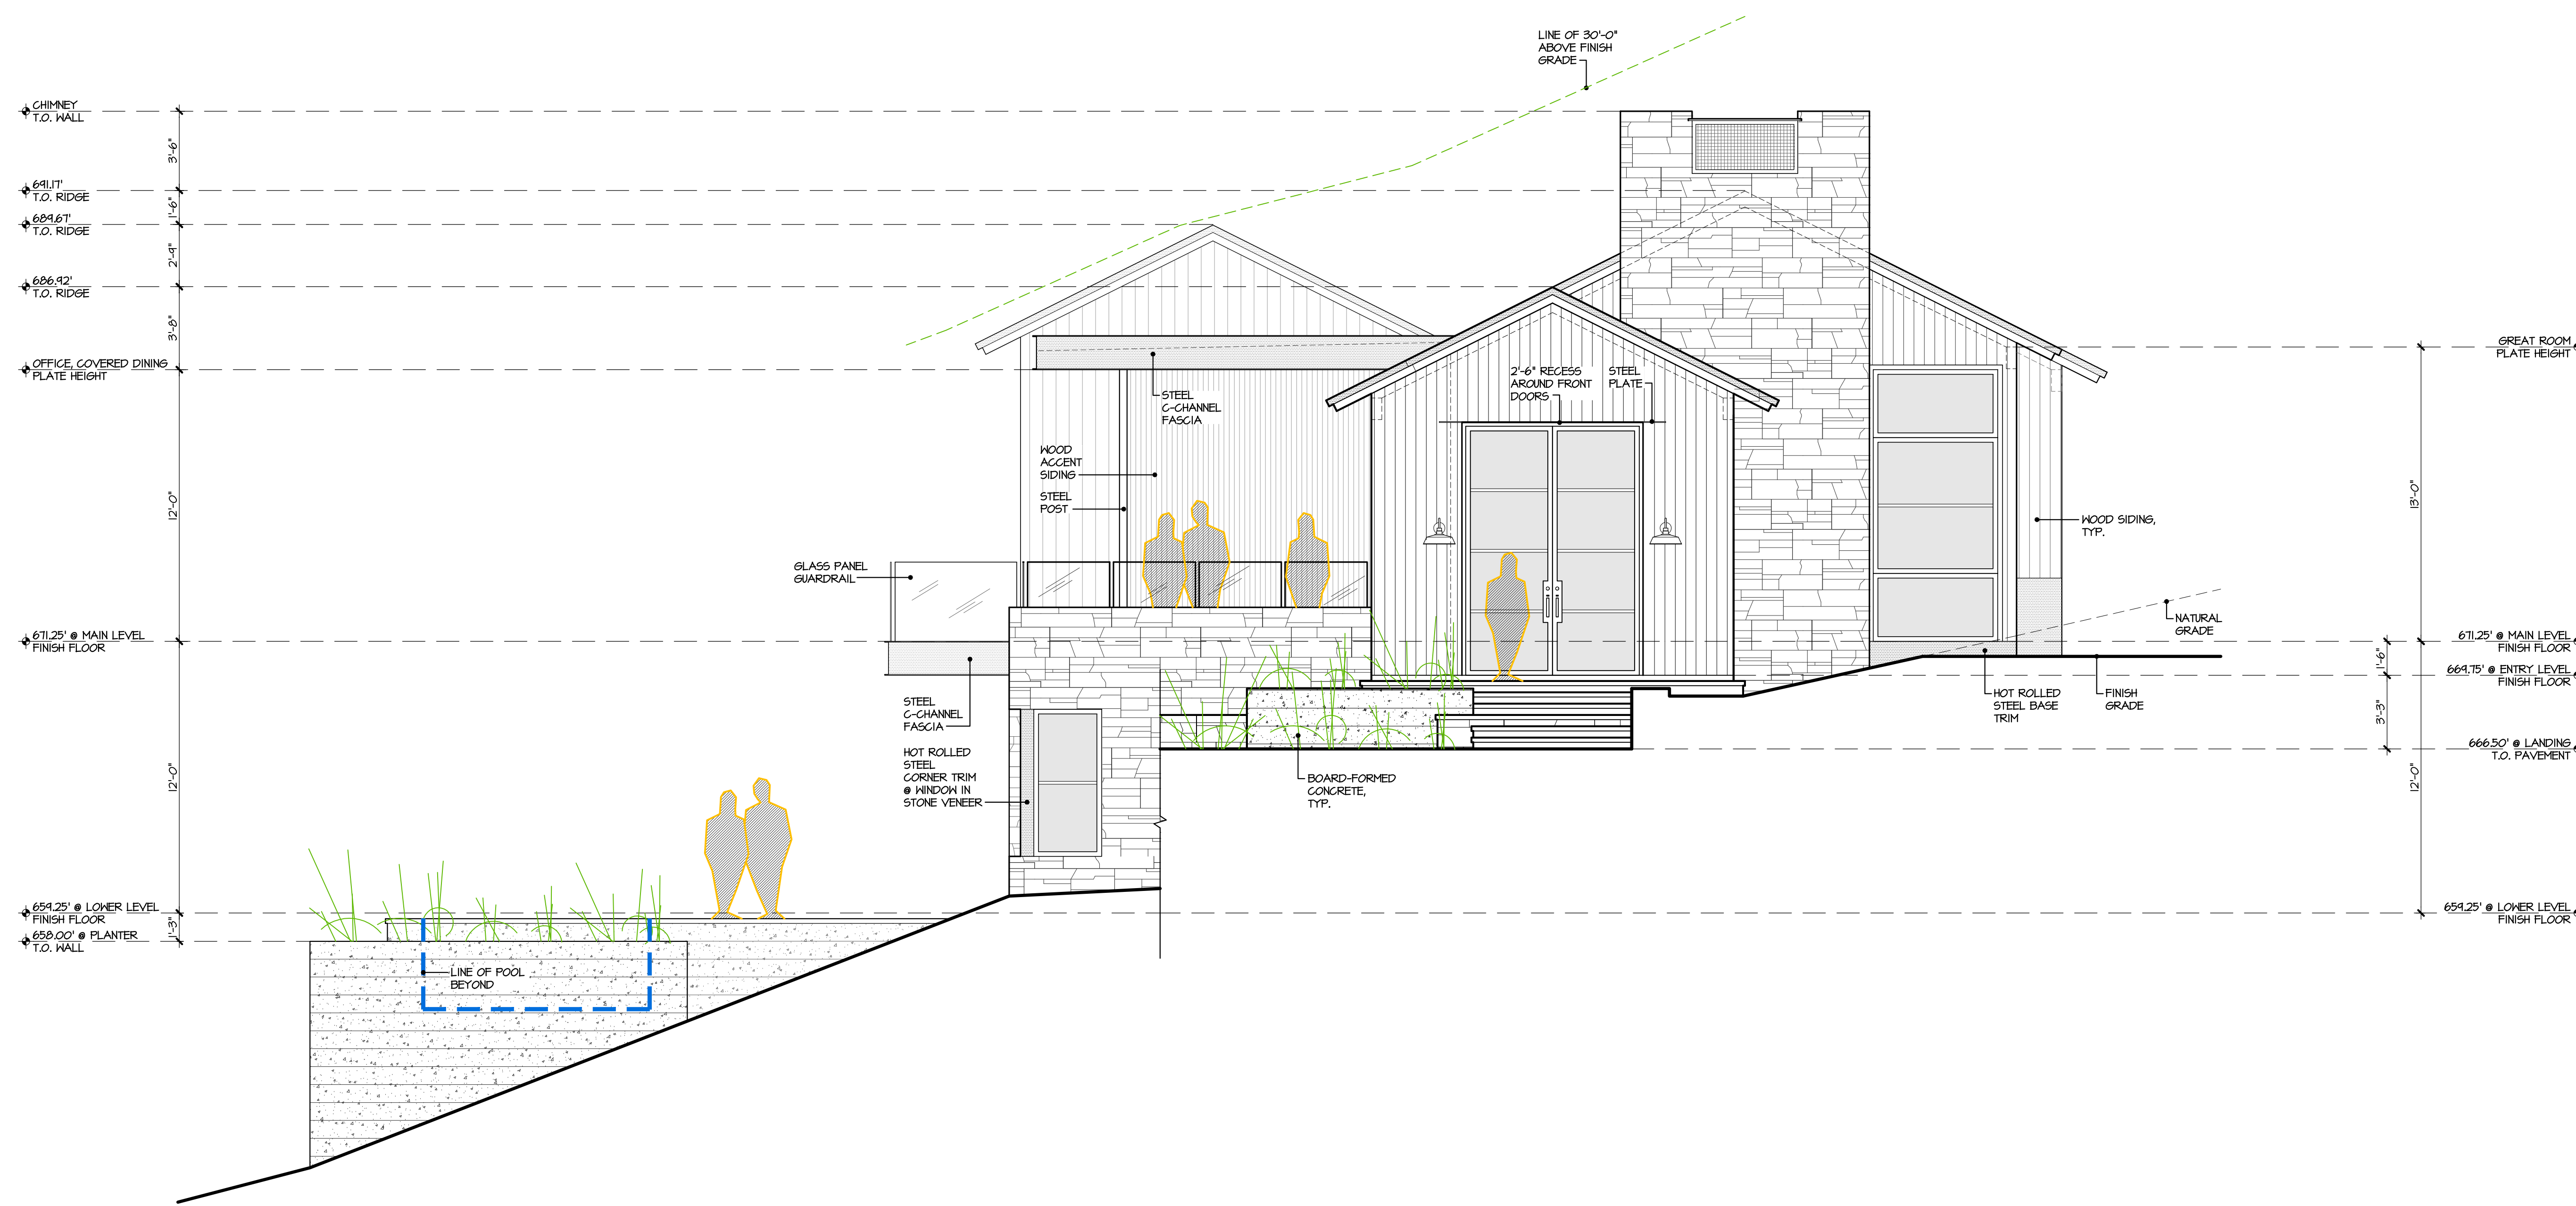 LINE OF 30'-0"
ABOVE FINISH
GRADE
CHIMNEY
T.O. WALL
3'-6"
691.17'
T.O. RIDGE
1'-6"
689.67'
T.O. RIDGE
2'-9"
686.92'
T.O. RIDGE
3'-8"
OFFICE, COVERED DINING
PLATE HEIGHT
12'-0"
671.25' @ MAIN LEVEL
FINISH FLOOR
12'-0"
659.25' @ LOWER LEVEL
FINISH FLOOR
1'-3"
658.00' @ PLANTER
T.O. WALL
LINE OF POOL
BEYOND
GLASS PANEL
GUARDRAIL
STEEL
C-CHANNEL
FASCIA
HOT ROLLED
STEEL
CORNER TRIM
@ WINDOW IN
STONE VENEER
STEEL
C-CHANNEL
FASCIA
WOOD
ACCENT
SIDING
STEEL
POST
2'-6" RECESS
AROUND FRONT
DOORS
STEEL
PLATE
BOARD-FORMED
CONCRETE,
TYP.
WOOD SIDING,
TYP.
NATURAL
GRADE
HOT ROLLED
STEEL BASE
TRIM
FINISH
GRADE
GREAT ROOM
PLATE HEIGHT
13'-0"
671.25' @ MAIN LEVEL
FINISH FLOOR
1'-6"
669.75' @ ENTRY LEVEL
FINISH FLOOR
3'-3"
666.50' @ LANDING
T.O. PAVEMENT
12'-0"
659.25' @ LOWER LEVEL
FINISH FLOOR